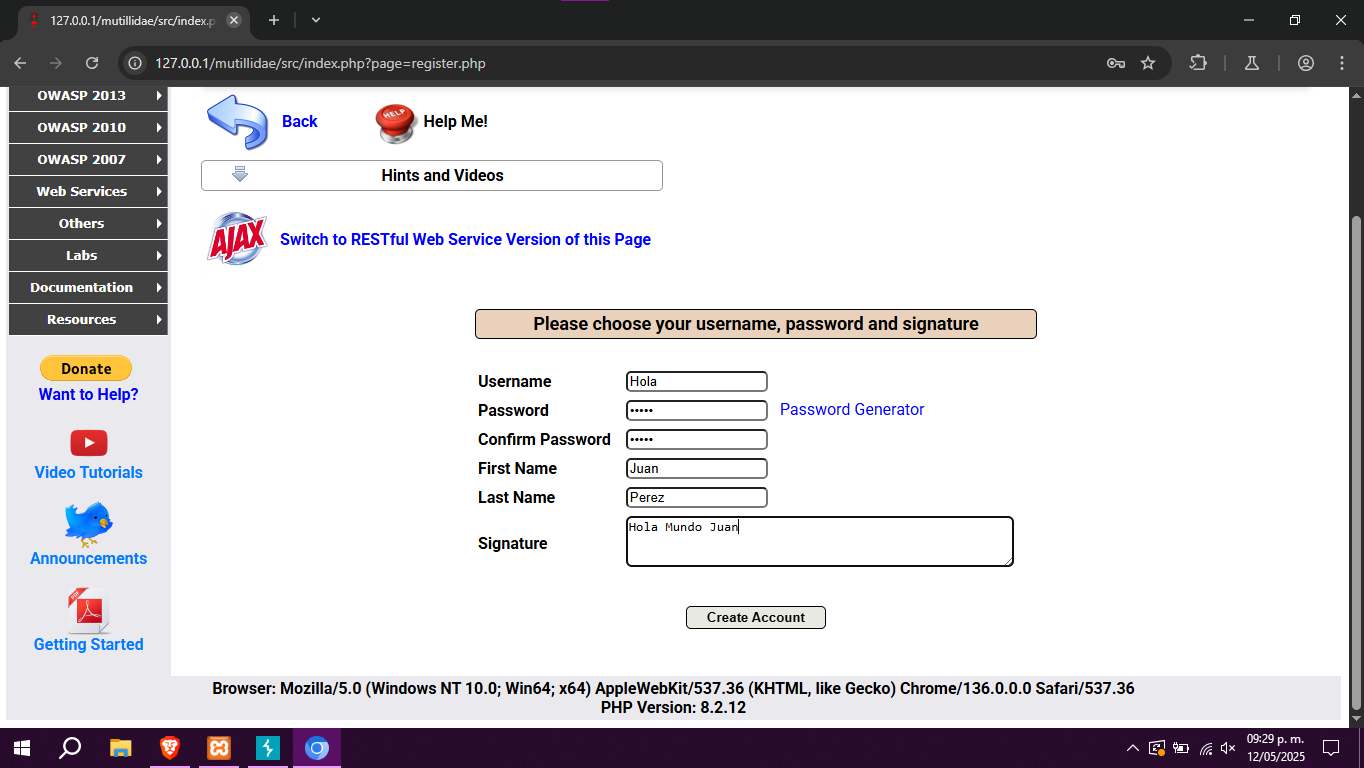 127.0.0.1/mutillidae/src/index.p
127.0.0.1/mutillidae/src/index.php?page=register.php
OWASP 2013
OWASP 2010
OWASP 2007
Web Services
Others
Labs
Documentation
Resources
Donate
Want to Help?
Video Tutorials
Announcements
PDF
Getting Started
Back
HELP
Help Me!
Hints and Videos
AJAX
Switch to RESTful Web Service Version of this Page
Please choose your username, password and signature
Username
Hola
Password
•••••
Password Generator
Confirm Password
•••••
First Name
Juan
Last Name
Perez
Signature
Hola Mundo Juan
Create Account
Browser: Mozilla/5.0 (Windows NT 10.0; Win64; x64) AppleWebKit/537.36 (KHTML, like Gecko) Chrome/136.0.0.0 Safari/537.36
PHP Version: 8.2.12
09:29 p. m.
12/05/2025